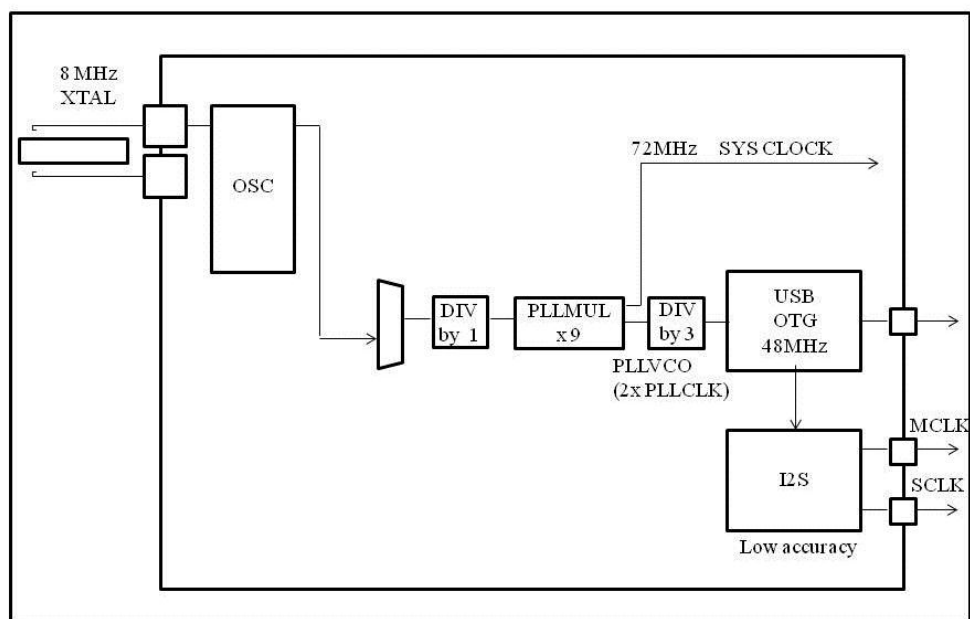 8 MHz
XTAL
OSC
72MHz SYS CLOCK
DIV
by 1
PLLMUL
x 9
DIV
by 3
PLLVCO
(2x PLLCLK)
USB
OTG
48MHz
MCLK
I2S
SCLK
Low accuracy